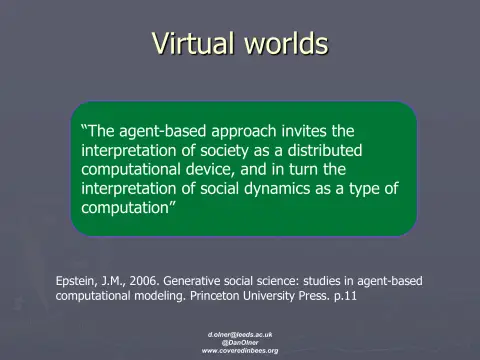 Virtual worlds
“The agent-based approach invites the
interpretation of society as a distributed
computational device, and in turn the
interpretation of social dynamics as a type of
computation”
Epstein, J.M., 2006. Generative social science: studies in agent-based
computational modeling. Princeton University Press. p.11
d.olner@leeds.ac.uk
@DanOlner
www.coveredinbees.org